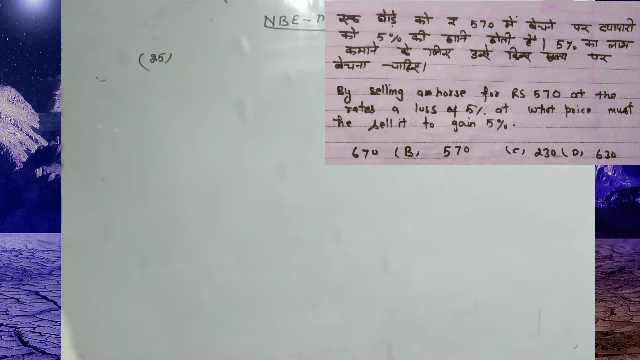 NBE-
(25)
एक घोड़े को ₹ 570 में बेचने पर व्यापारी
को 5% की हानि होती है। 5% का लाभ
कमाने के लिए उसे किस मूल्य पर
बेचना चाहिए।
By selling a horse for RS 570 at the
rates a loss of 5% at what price must
he sell it to gain 5%.
670 (B, 570 (C, 230 (D, 630